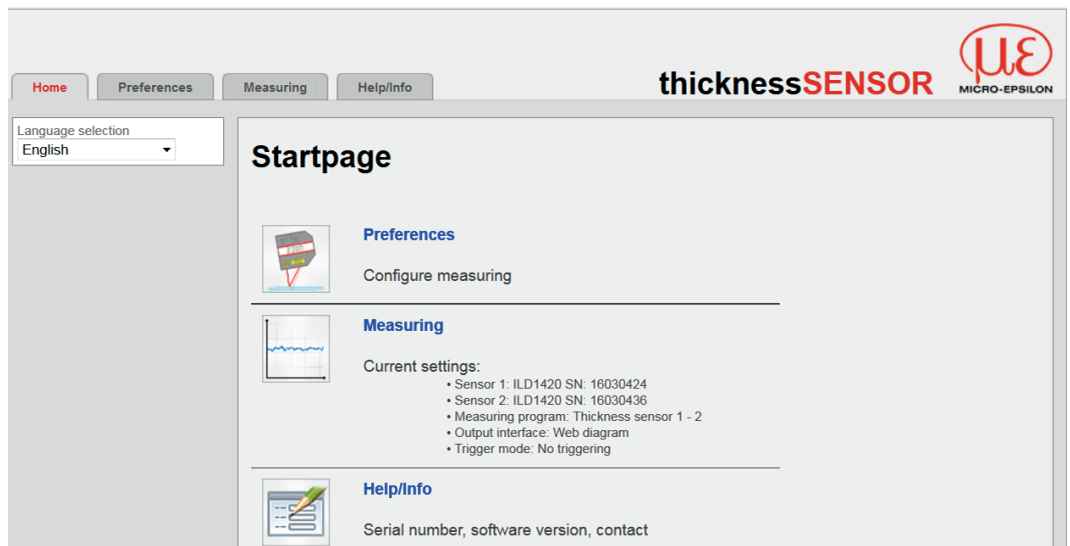 Home
Preferences
Measuring
Help/Info
thicknessSENSOR
με
MICRO-EPSILON
Language selection
English
Startpage
Preferences
Configure measuring
Measuring
Current settings:
• Sensor 1: ILD1420 SN: 16030424
• Sensor 2: ILD1420 SN: 16030436
• Measuring program: Thickness sensor 1 - 2
• Output interface: Web diagram
• Trigger mode: No triggering
Help/Info
Serial number, software version, contact